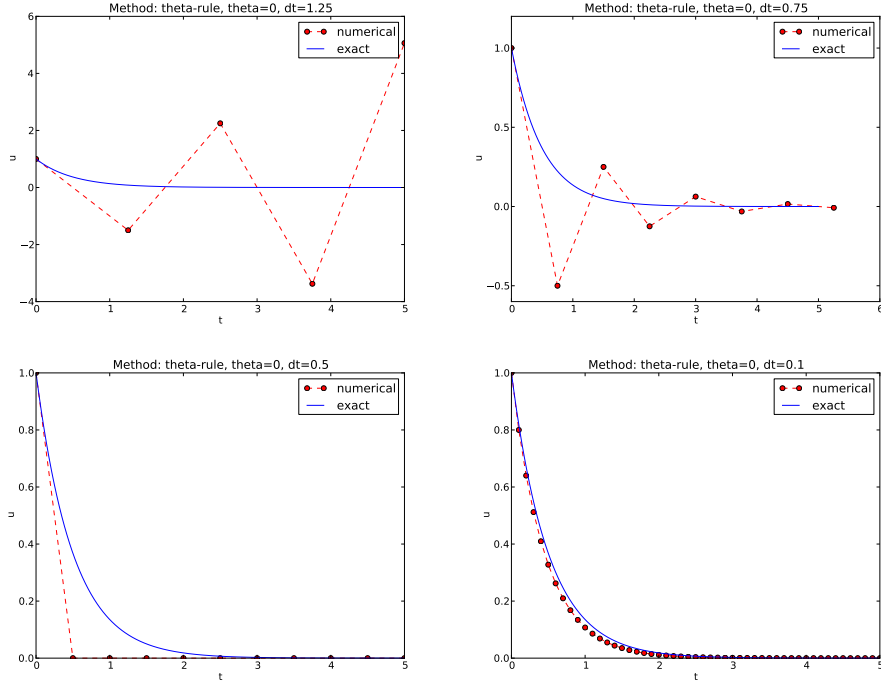 Method: theta-rule, theta=0, dt=1.25
6
4
2
0
−2
−4
u
0
1
2
3
4
5
t
numerical
exact
Method: theta-rule, theta=0, dt=0.75
1.0
0.5
0.0
−0.5
u
0
1
2
3
4
5
6
t
numerical
exact
Method: theta-rule, theta=0, dt=0.5
1.0
0.8
0.6
0.4
0.2
0.0
u
0
1
2
3
4
5
t
numerical
exact
Method: theta-rule, theta=0, dt=0.1
1.0
0.8
0.6
0.4
0.2
0.0
u
0
1
2
3
4
5
t
numerical
exact